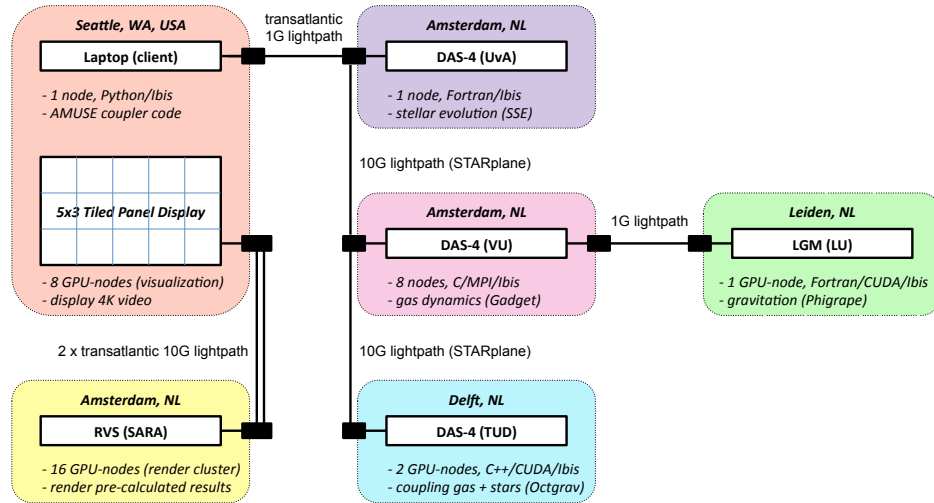 Seattle, WA, USA
Laptop (client)
- 1 node, Python/Ibis
- AMUSE coupler code
5x3 Tiled Panel Display
- 8 GPU-nodes (visualization)
- display 4K video
transatlantic
1G lightpath
Amsterdam, NL
DAS-4 (UvA)
- 1 node, Fortran/Ibis
- stellar evolution (SSE)
10G lightpath (STARplane)
Amsterdam, NL
DAS-4 (VU)
- 8 nodes, C/MPI/Ibis
- gas dynamics (Gadget)
1G lightpath
Leiden, NL
LGM (LU)
- 1 GPU-node, Fortran/CUDA/Ibis
- gravitation (Phigrape)
2 x transatlantic 10G lightpath
10G lightpath (STARplane)
Amsterdam, NL
RVS (SARA)
- 16 GPU-nodes (render cluster)
- render pre-calculated results
Delft, NL
DAS-4 (TUD)
- 2 GPU-nodes, C++/CUDA/Ibis
- coupling gas + stars (Octgrav)